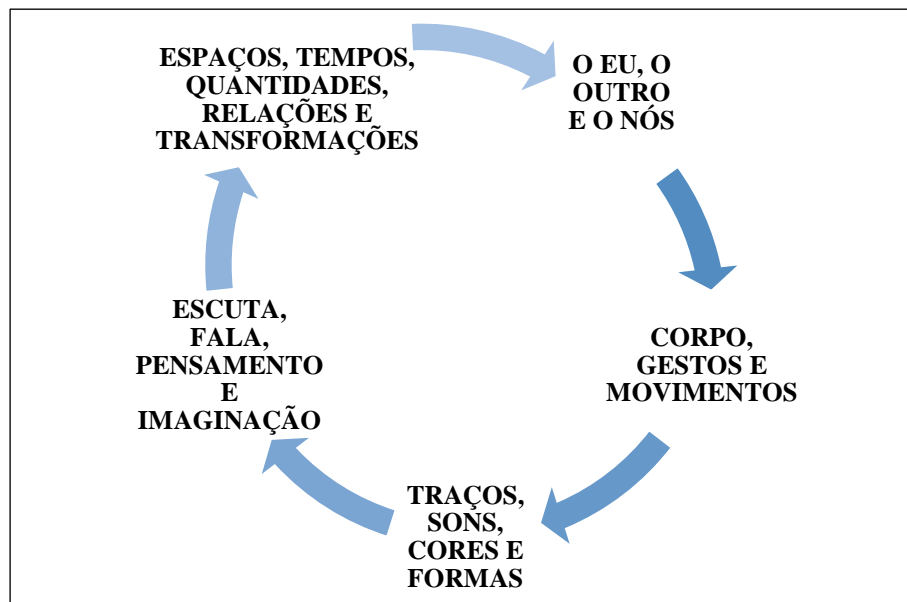 ESPAÇOS, TEMPOS,
QUANTIDADES,
RELAÇÕES E
TRANSFORMAÇÕES
O EU, O
OUTRO
E O NÓS
CORPO,
GESTOS E
MOVIMENTOS
TRAÇOS,
SONS,
CORES E
FORMAS
ESCUTA,
FALA,
PENSAMENTO
E
IMAGINAÇÃO